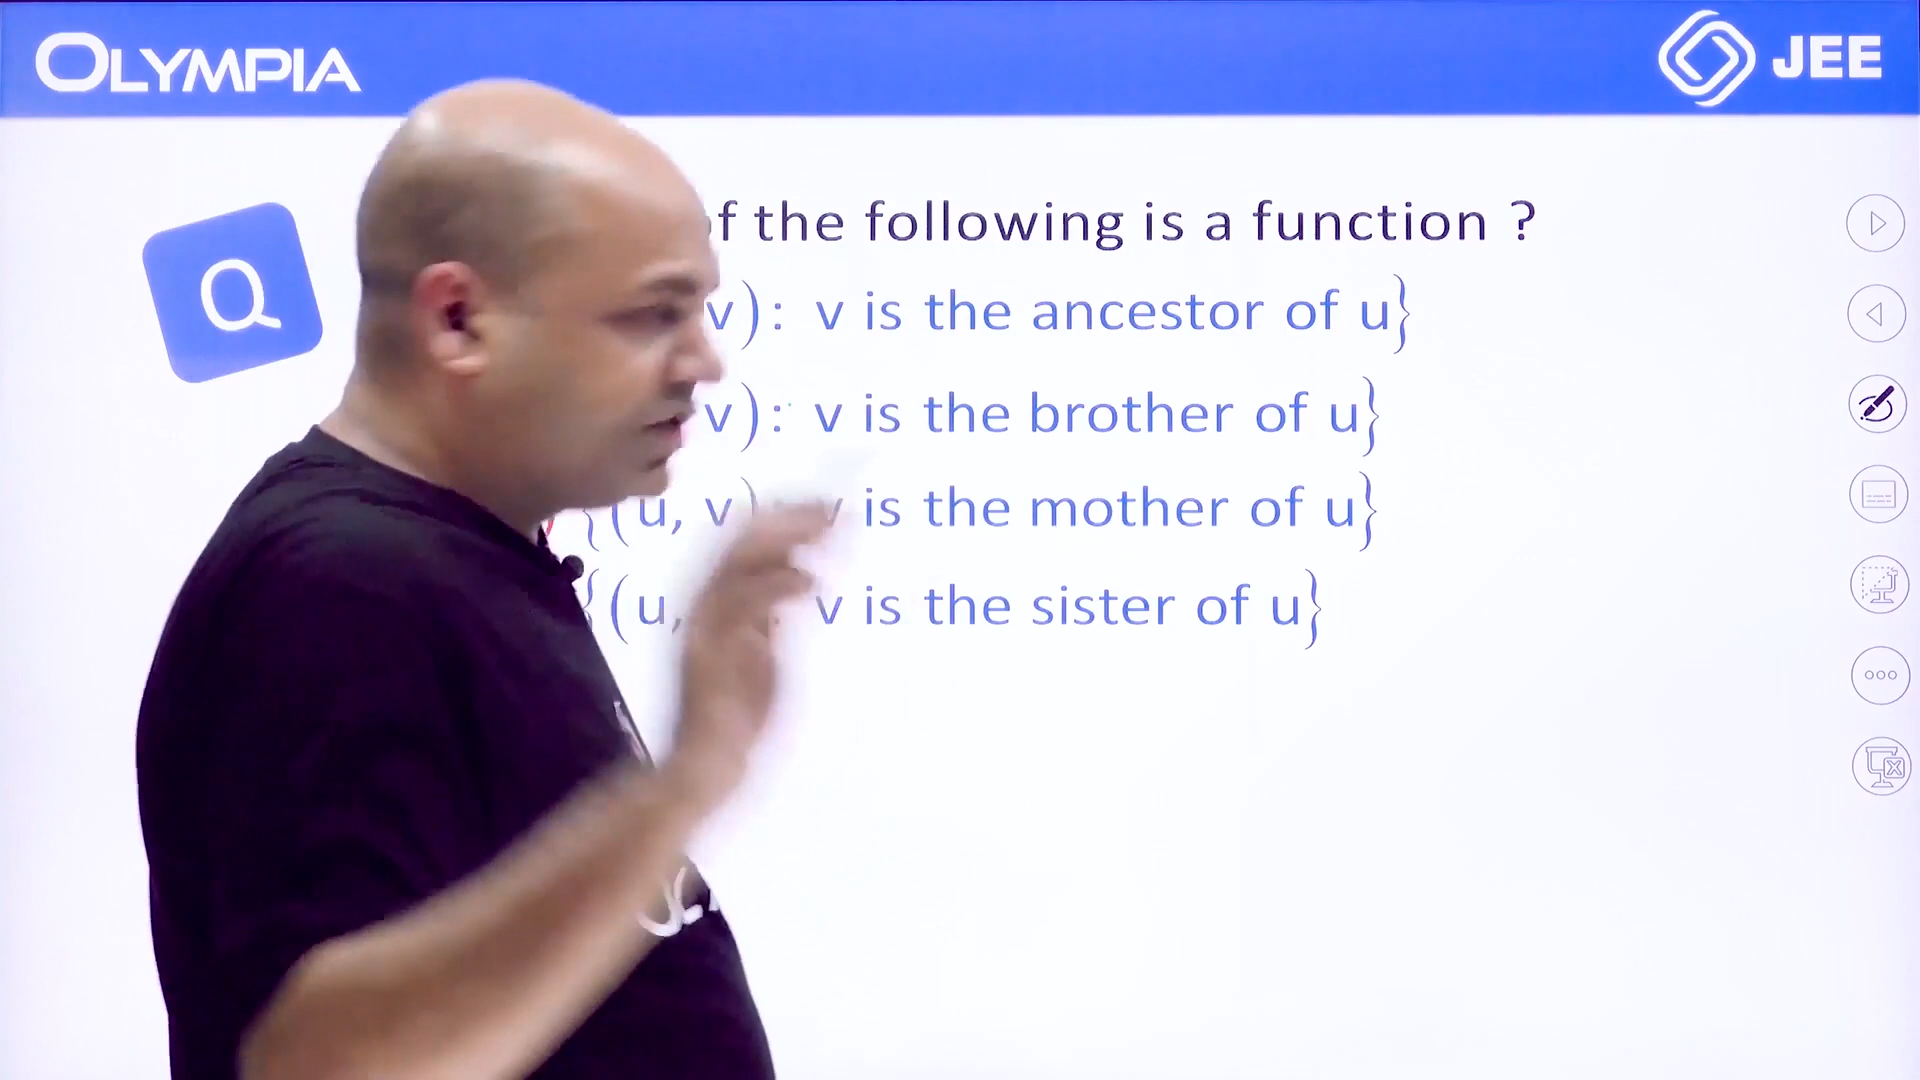 OLYMPIA
JEE
Q
of the following is a function ?
v): v is the ancestor of u}
v): v is the brother of u}
{(u, v): v is the mother of u}
{(u, v is the sister of u}